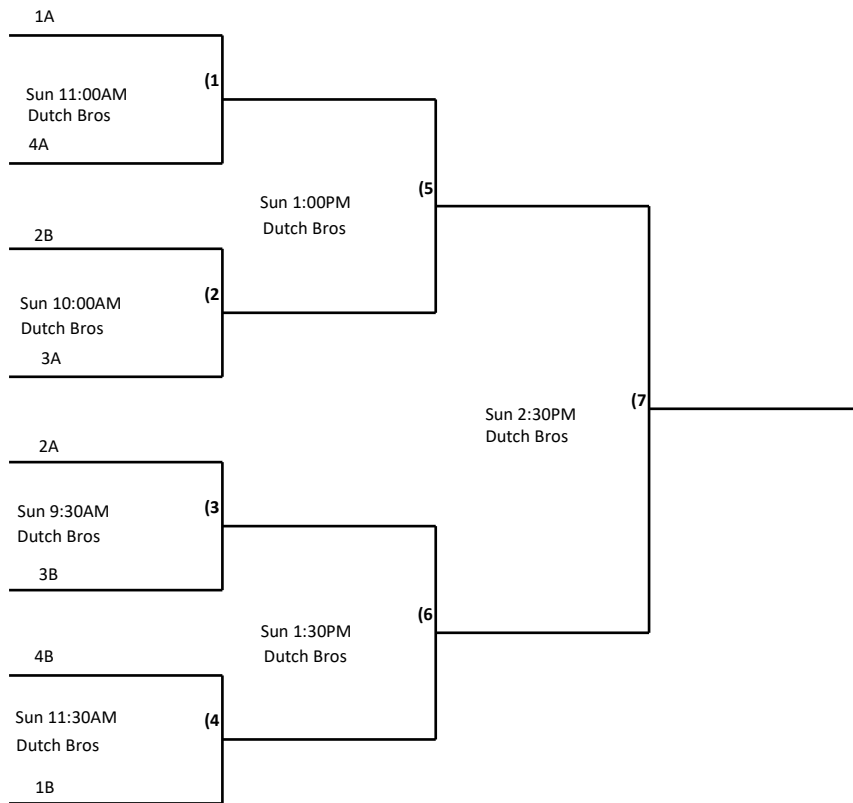 1A
(1
Sun 11:00AM
Dutch Bros
4A
(5
Sun 1:00PM
Dutch Bros
2B
(2
Sun 10:00AM
Dutch Bros
3A
(7
Sun 2:30PM
Dutch Bros
2A
(3
Sun 9:30AM
Dutch Bros
3B
(6
Sun 1:30PM
Dutch Bros
4B
(4
Sun 11:30AM
Dutch Bros
1B